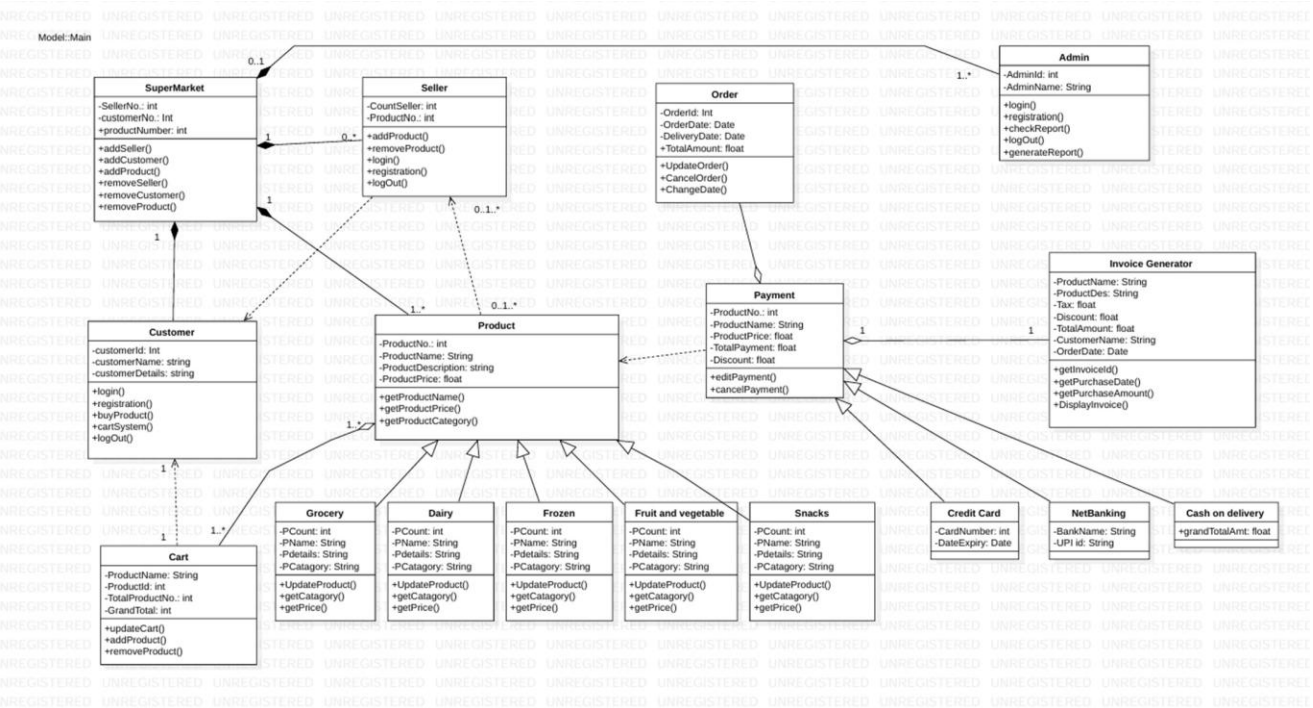 Model::Main
SuperMarket
-SellerNo.: int
-customerNo.: Int
+productNumber: int
+addSeller()
+addCustomer()
+addProduct()
+removeSeller()
+removeCustomer()
+removeProduct()
0..1
1
0..*
1
1
Seller
-CountSeller: int
-ProductNo.: int
+addProduct()
+removeProduct()
+login()
+registration()
+logOut()
0..1..*
0..1..*
1..*
Order
-OrderId: Int
-OrderDate: Date
-DeliveryDate: Date
+TotalAmount: float
+UpdateOrder()
+CancelOrder()
+ChangeDate()
1..*
Admin
-AdminId: int
-AdminName: String
+login()
+registration()
+checkReport()
+logOut()
+generateReport()
Customer
-customerId: Int
-customerName: string
-customerDetails: string
+login()
+registration()
+buyProduct()
+cartSystem()
+logOut()
1
1
Product
-ProductNo.: int
-ProductName: String
-ProductDescription: string
-ProductPrice: float
+getProductName()
+getProductPrice()
+getProductCategory()
1..*
1..*
Payment
-ProductNo.: int
-ProductName: String
-ProductPrice: float
-TotalPayment: float
-Discount: float
+editPayment()
+cancelPayment()
1
1
Invoice Generator
-ProductName: String
-ProductDes: String
-Tax: float
-Discount: float
-TotalAmount: float
-CustomerName: String
-OrderDate: Date
+getInvoiceId()
+getPurchaseDate()
+getPurchaseAmount()
+DisplayInvoice()
Cart
-ProductName: String
-ProductId: int
-TotalProductNo.: int
-GrandTotal: int
+updateCart()
+addProduct()
+removeProduct()
Grocery
-PCount: int
-PName: String
-Pdetails: String
-PCatagory: String
+UpdateProduct()
+getCatagory()
+getPrice()
Dairy
-PCount: int
-PName: String
-Pdetails: String
-PCatagory: String
+UpdateProduct()
+getCatagory()
+getPrice()
Frozen
-PCount: int
-PName: String
-Pdetails: String
-PCatagory: String
+UpdateProduct()
+getCatagory()
+getPrice()
Fruit and vegetable
-PCount: int
-PName: String
-Pdetails: String
-PCatagory: String
+UpdateProduct()
+getCatagory()
+getPrice()
Snacks
-PCount: int
-PName: String
-Pdetails: String
-PCatagory: String
+UpdateProduct()
+getCatagory()
+getPrice()
Credit Card
-CardNumber: int
-DateExpiry: Date
NetBanking
-BankName: String
-UPI id: String
Cash on delivery
+grandTotalAmt: float
UNREGISTERED